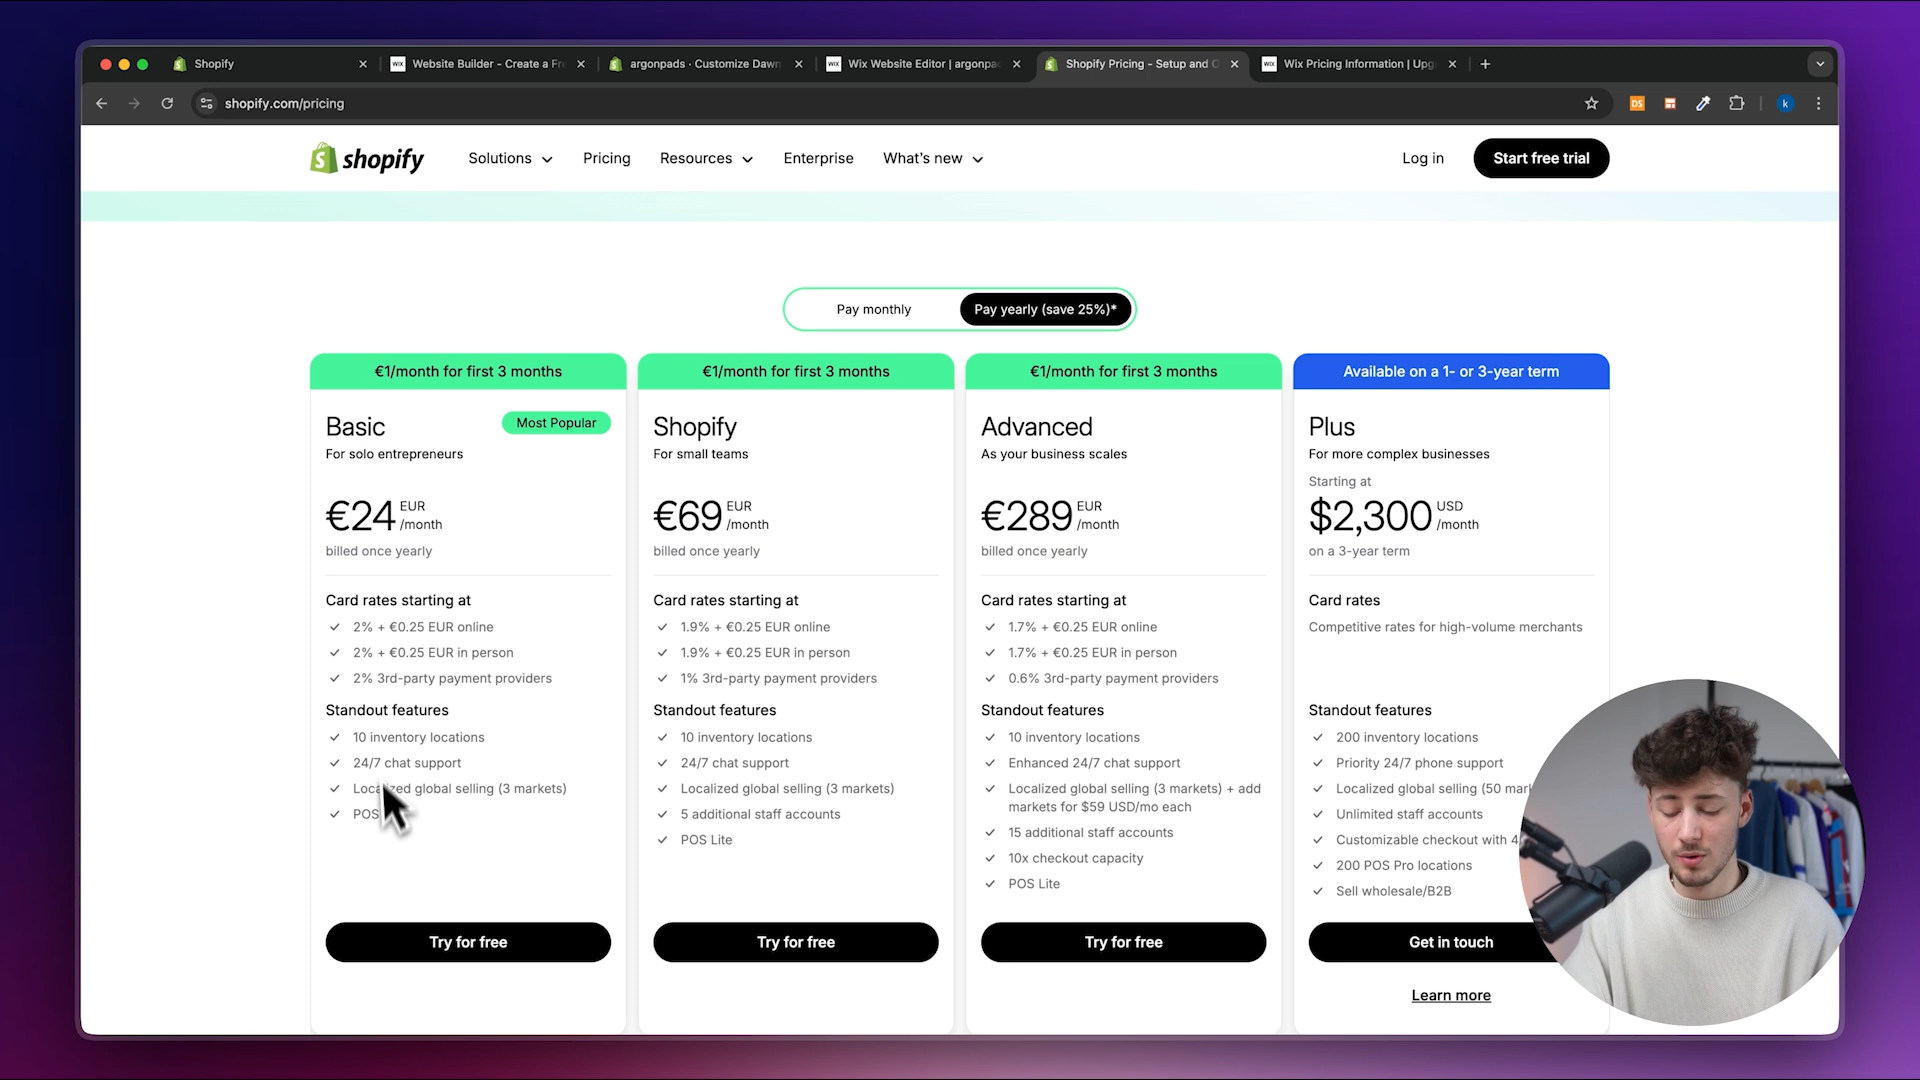 Shopify
Website Builder - Create a Fr
argonpads · Customize Dawn
Wix Website Editor | argonpa
Shopify Pricing - Setup and O
Wix Pricing Information | Upg
shopify.com/pricing
DS
k
shopify
Solutions
Pricing
Resources
Enterprise
What's new
Log in
Start free trial
Pay monthly
Pay yearly (save 25%)*
€1/month for first 3 months
Basic
Most Popular
For solo entrepreneurs
€24 EUR /month
billed once yearly
Card rates starting at
2% + €0.25 EUR online
2% + €0.25 EUR in person
2% 3rd-party payment providers
Standout features
10 inventory locations
24/7 chat support
Localized global selling (3 markets)
POS
Try for free
€1/month for first 3 months
Shopify
For small teams
€69 EUR /month
billed once yearly
Card rates starting at
1.9% + €0.25 EUR online
1.9% + €0.25 EUR in person
1% 3rd-party payment providers
Standout features
10 inventory locations
24/7 chat support
Localized global selling (3 markets)
5 additional staff accounts
POS Lite
Try for free
€1/month for first 3 months
Advanced
As your business scales
€289 EUR /month
billed once yearly
Card rates starting at
1.7% + €0.25 EUR online
1.7% + €0.25 EUR in person
0.6% 3rd-party payment providers
Standout features
10 inventory locations
Enhanced 24/7 chat support
Localized global selling (3 markets) + add
markets for $59 USD/mo each
15 additional staff accounts
10x checkout capacity
POS Lite
Try for free
Available on a 1- or 3-year term
Plus
For more complex businesses
Starting at
$2,300 USD /month
on a 3-year term
Card rates
Competitive rates for high-volume merchants
Standout features
200 inventory locations
Priority 24/7 phone support
Localized global selling (50 mar
Unlimited staff accounts
Customizable checkout with 4
200 POS Pro locations
Sell wholesale/B2B
Get in touch
Learn more